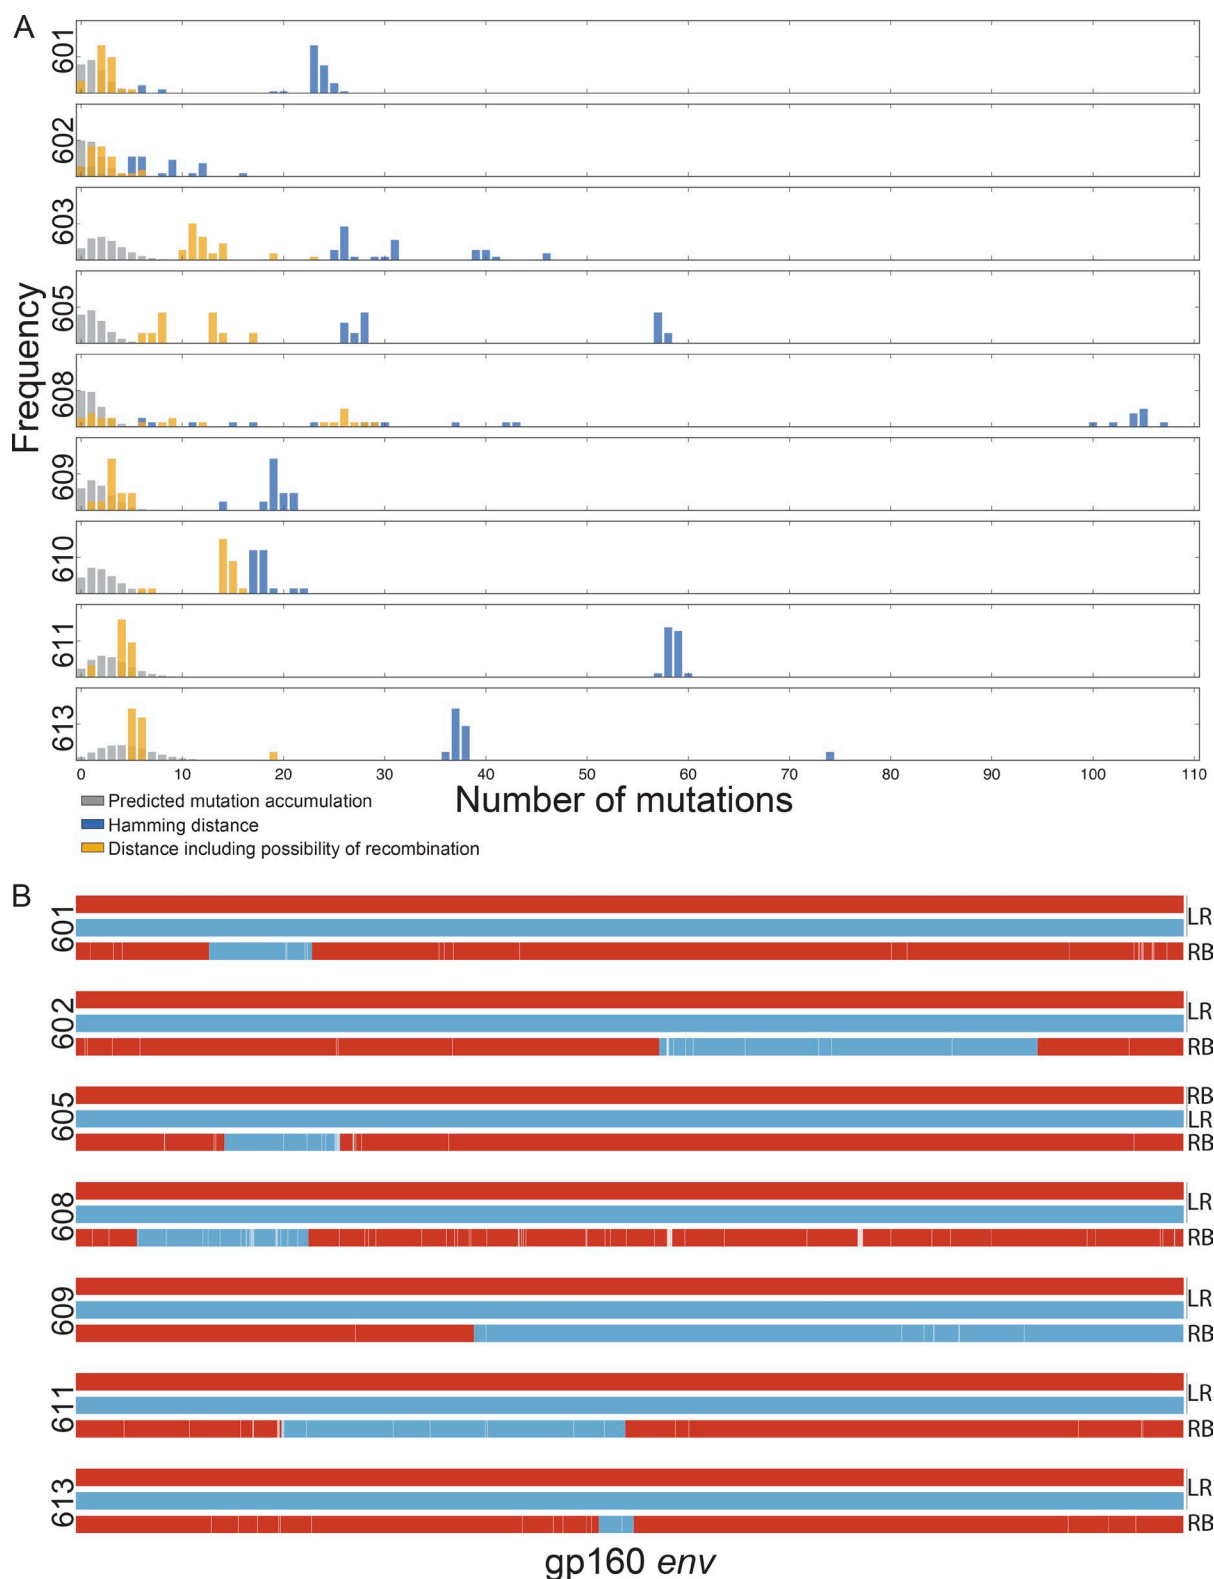 A
601
602
603
605
608
609
610
611
613
Frequency
0 10 20 30 40 50 60 70 80 90 100 110
Number of mutations
Predicted mutation accumulation
Hamming distance
Distance including possibility of recombination
B
601
LR
RB
602
LR
RB
605
RB
LR
RB
608
LR
RB
609
LR
RB
611
LR
RB
613
LR
RB
gp160 env